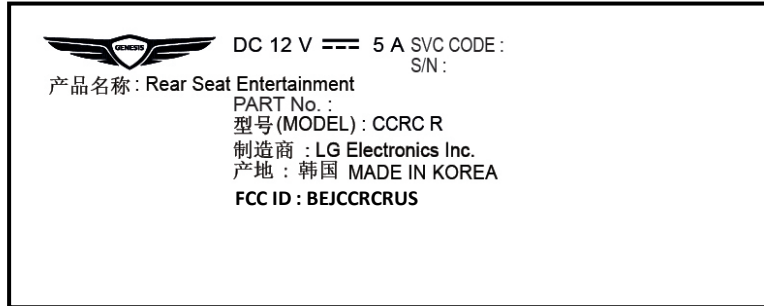 GENESIS
DC 12 V ⎓ 5 A SVC CODE :
S/N :
产品名称 : Rear Seat Entertainment
PART No. :
型号(MODEL) : CCRC R
制造商 : LG Electronics Inc.
产地 : 韩国 MADE IN KOREA
FCC ID : BEJCCRCRUS